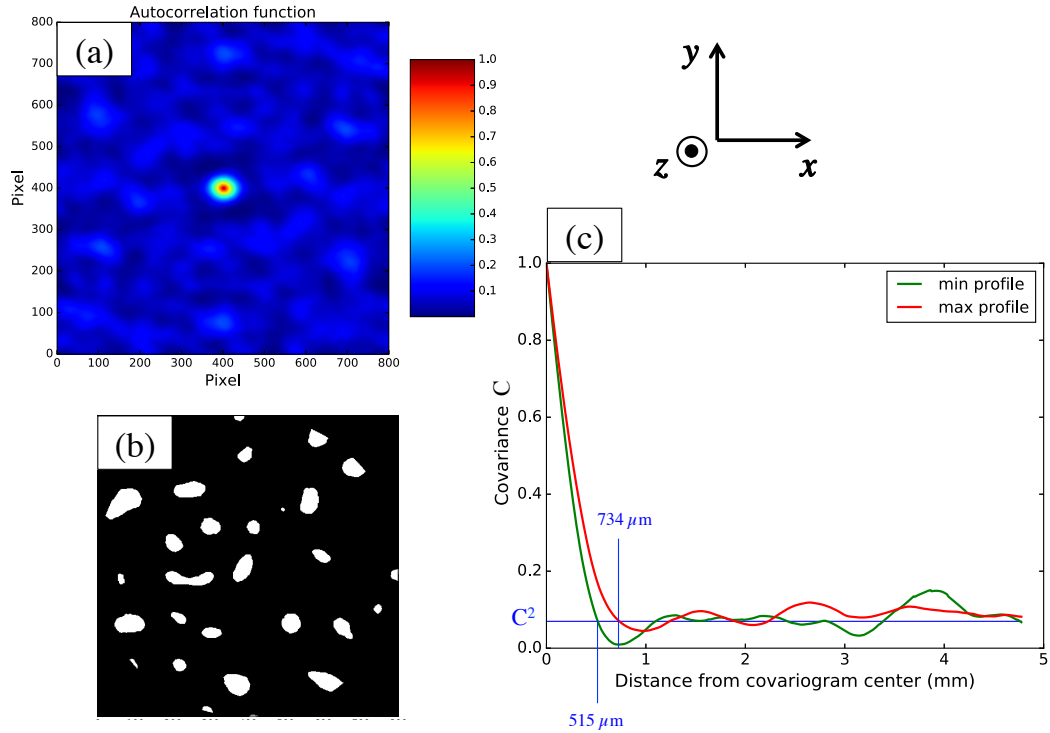 Autocorrelation function
(a)
800
700
600
500
400
300
200
100
0
Pixel
0 100 200 300 400 500 600 700 800
Pixel
1.0
0.9
0.8
0.7
0.6
0.5
0.4
0.3
0.2
0.1
y
z
x
(b)
(c)
1.0
0.8
0.6
0.4
0.2
0.0
Covariance C
min profile
max profile
734 µm
C²
0 1 2 3 4 5
Distance from covariogram center (mm)
515 µm